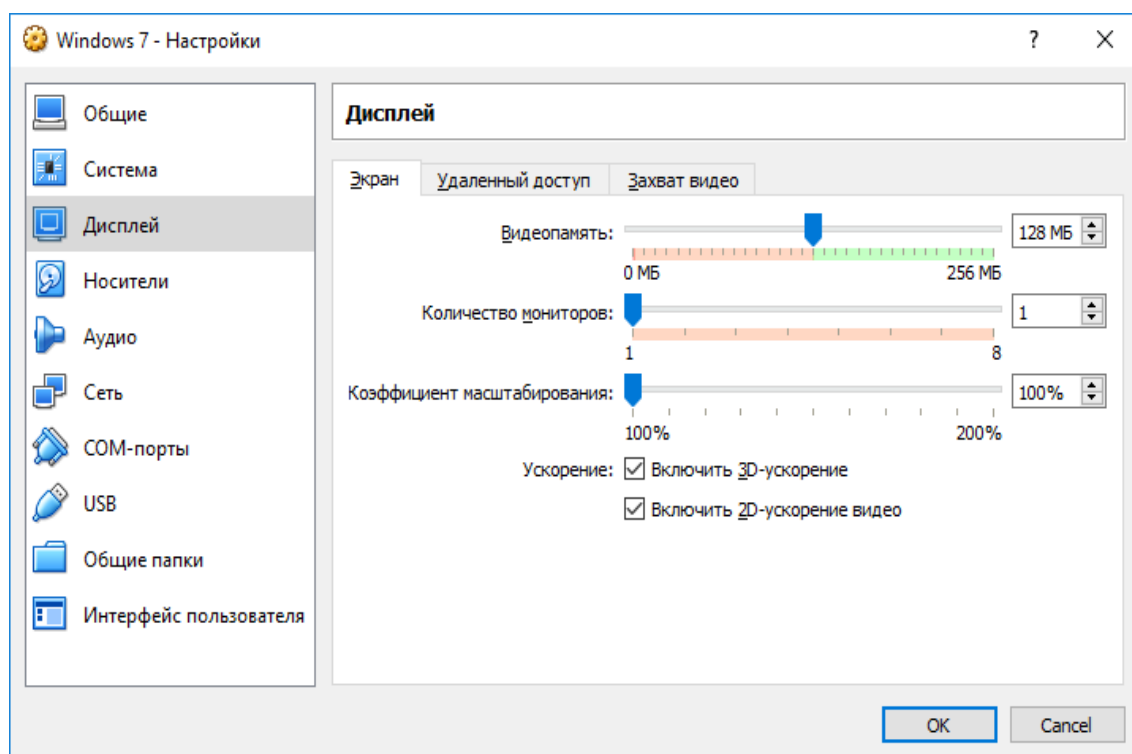 Windows 7 - Настройки
?
Общие
Система
Дисплей
Носители
Аудио
Сеть
COM-порты
USB
Общие папки
Интерфейс пользователя
Дисплей
Экран Удаленный доступ Захват видео
Видеопамять: 128 МБ
0 МБ 256 МБ
Количество мониторов: 1
1 8
Коэффициент масштабирования: 100%
100% 200%
Ускорение: Включить 3D-ускорение
Включить 2D-ускорение видео
OK Cancel